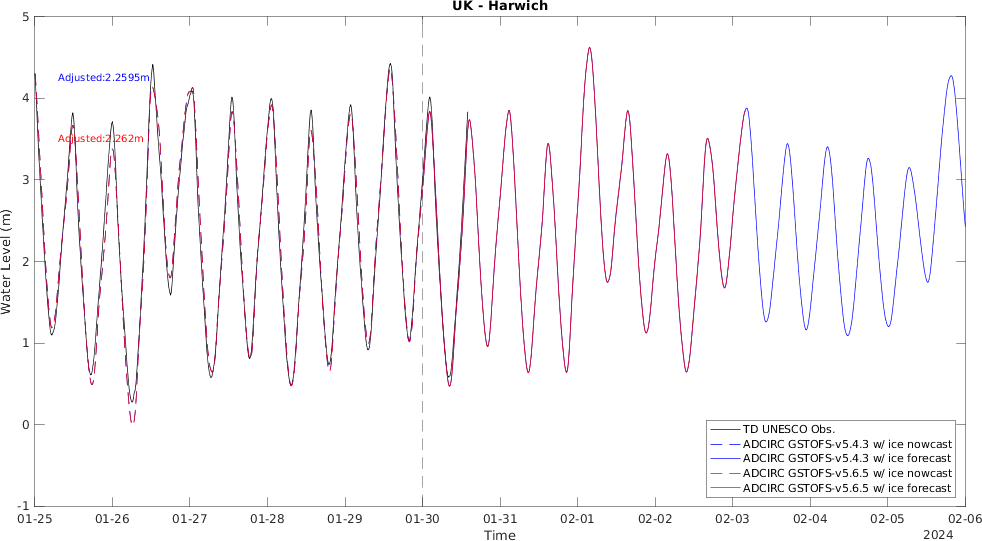 UK - Harwich
5
4
3
2
1
0
-1
Water Level (m)
Adjusted:2.2595m
Adjusted:2.262m
TD UNESCO Obs.
ADCIRC GSTOFS-v5.4.3 w/ ice nowcast
ADCIRC GSTOFS-v5.4.3 w/ ice forecast
ADCIRC GSTOFS-v5.6.5 w/ ice nowcast
ADCIRC GSTOFS-v5.6.5 w/ ice forecast
01-25 01-26 01-27 01-28 01-29 01-30 01-31 02-01 02-02 02-03 02-04 02-05 02-06
Time
2024